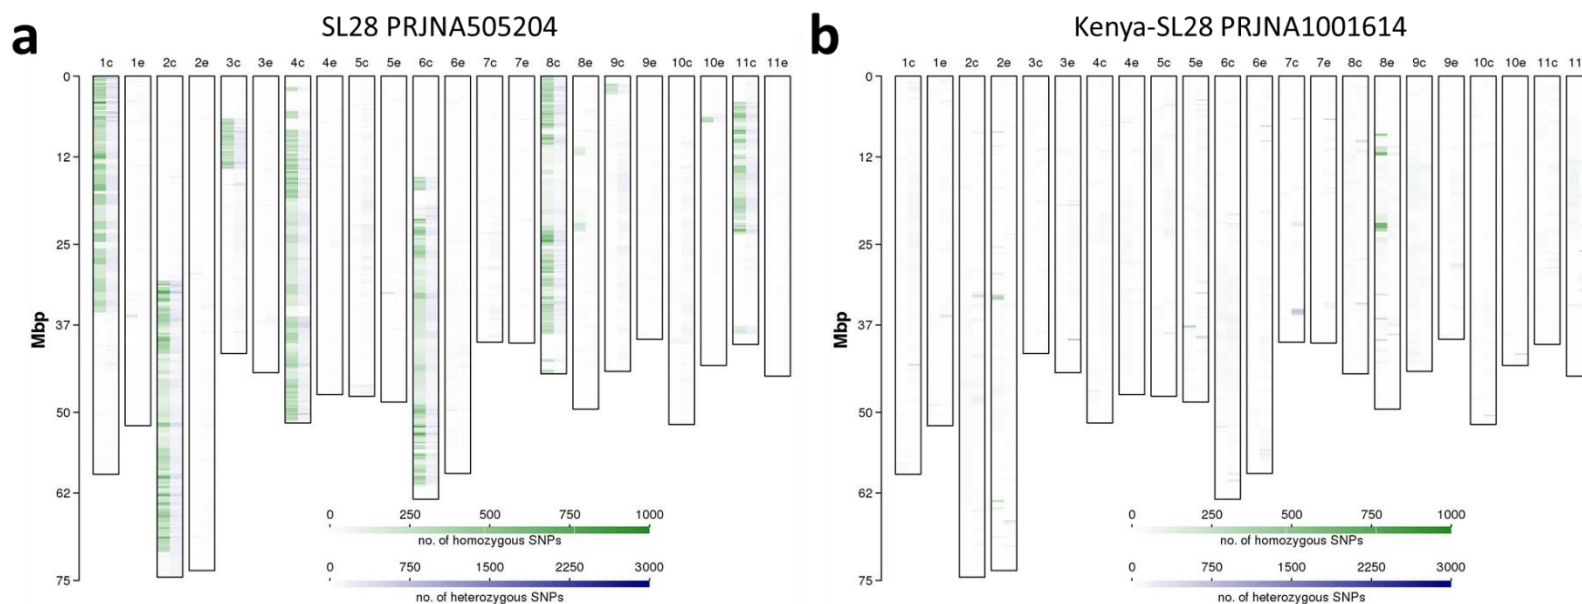 a
SL28 PRJNA505204
1c 1e 2c 2e 3c 3e 4c 4e 5c 5e 6c 6e 7c 7e 8c 8e 9c 9e 10c 10e 11c 11e
0
12
25
37
50
62
75
Mbp
0 250 500 750 1000
no. of homozygous SNPs
0 750 1500 2250 3000
no. of heterozygous SNPs
b
Kenya-SL28 PRJNA1001614
1c 1e 2c 2e 3c 3e 4c 4e 5c 5e 6c 6e 7c 7e 8c 8e 9c 9e 10c 10e 11c 11
0
12
25
37
50
62
75
Mbp
0 250 500 750 1000
no. of homozygous SNPs
0 750 1500 2250 3000
no. of heterozygous SNPs